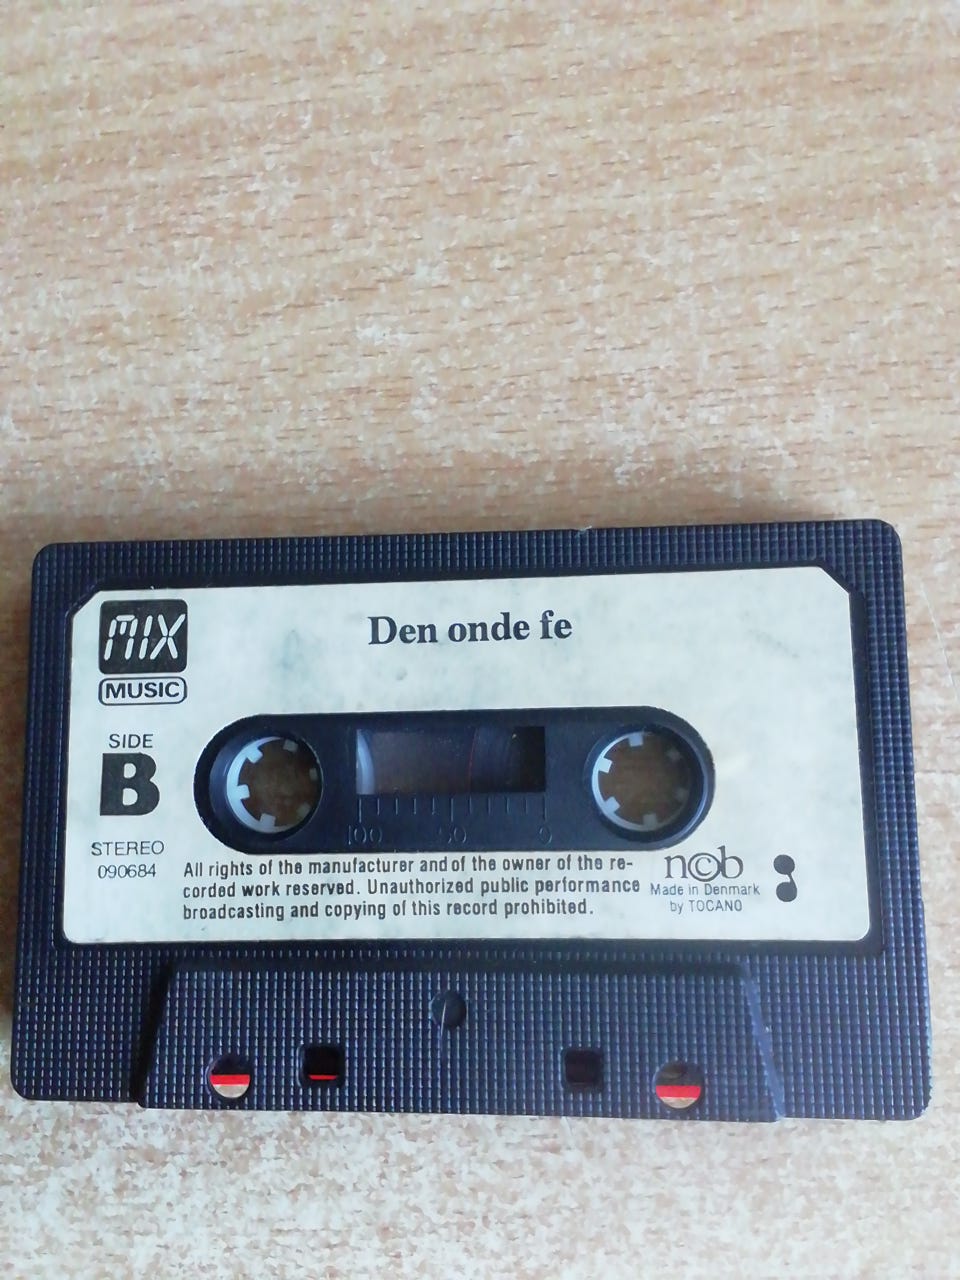 MIX
MUSIC
Den onde fe
SIDE
B
STEREO
090684
100 50 0
All rights of the manufacturer and of the owner of the re-
corded work reserved. Unauthorized public performance
broadcasting and copying of this record prohibited.
n©b
Made in Denmark
by TOCANO